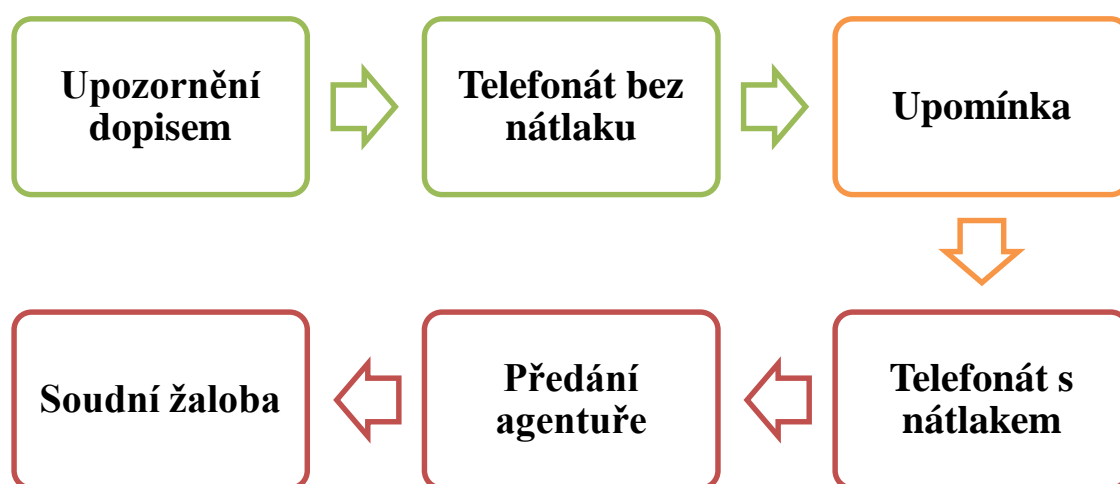 Upozornění
dopisem
Telefonát bez
nátlaku
Upomínka
Telefonát s
nátlakem
Předání
agentuře
Soudní žaloba